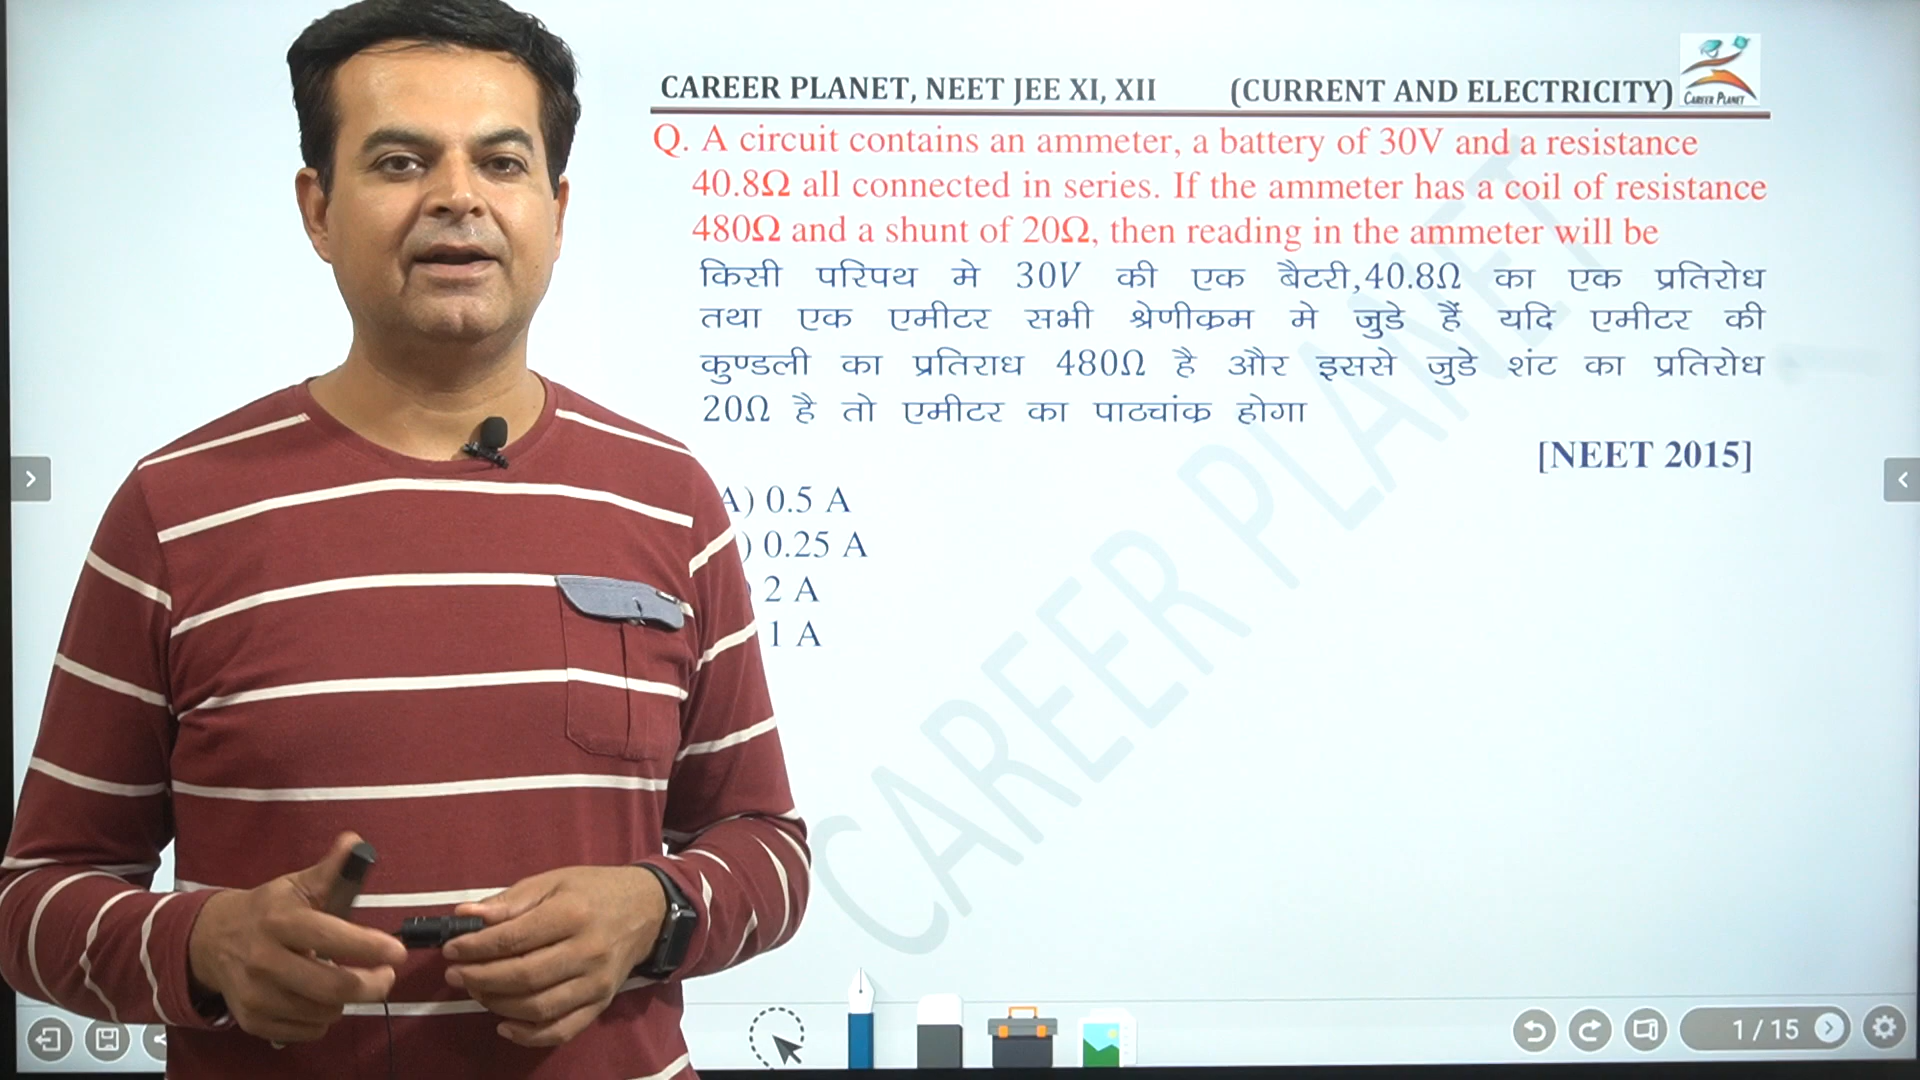 CAREER PLANET, NEET JEE XI, XII (CURRENT AND ELECTRICITY)
CAREER PLANET
Q. A circuit contains an ammeter, a battery of 30V and a resistance
40.8Ω all connected in series. If the ammeter has a coil of resistance
480Ω and a shunt of 20Ω, then reading in the ammeter will be
किसी परिपथ मे 30V की एक बैटरी,40.8Ω का एक प्रतिरोध
तथा एक एमीटर सभी श्रेणीक्रम मे जुडे हैं यदि एमीटर की
कुण्डली का प्रतिराध 480Ω है और इससे जुडे शंट का प्रतिरोध
20Ω है तो एमीटर का पाठ्चांक्र होगा
[NEET 2015]
A) 0.5 A
) 0.25 A
) 2 A
1 A
CAREER PLANET
1 / 15